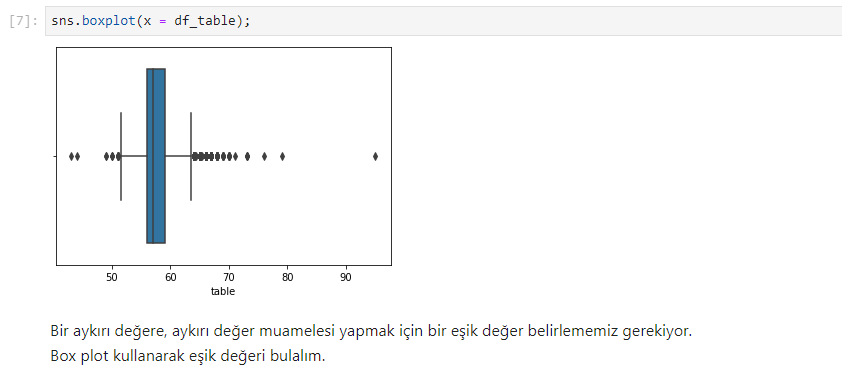 [7]: sns.boxplot(x = df_table);
50 60 70 80 90
table
Bir aykırı değere, aykırı değer muamelesi yapmak için bir eşik değer belirlememiz gerekiyor.
Box plot kullanarak eşik değeri bulalım.